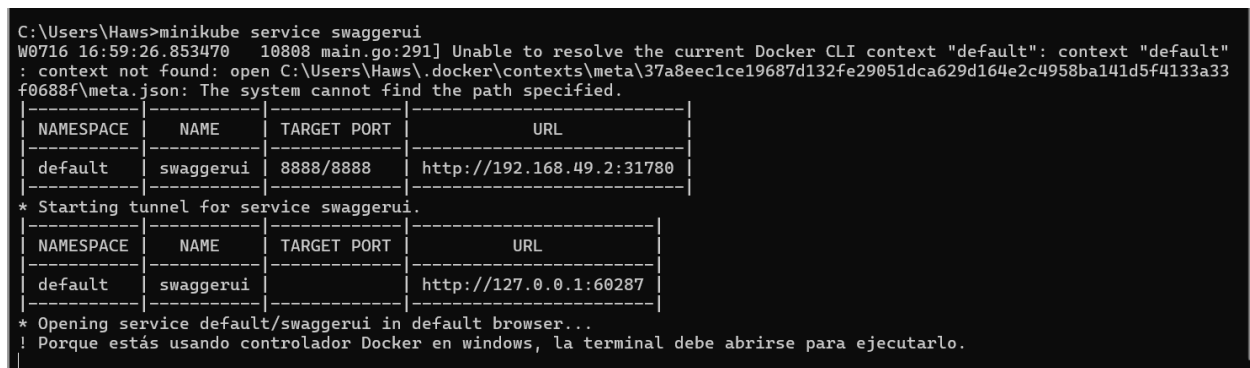 C:\Users\Haws>minikube service swaggerui
W0716 16:59:26.853470   10808 main.go:291] Unable to resolve the current Docker CLI context "default": context "default"
: context not found: open C:\Users\Haws\.docker\contexts\meta\37a8eec1ce19687d132fe29051dca629d164e2c4958ba141d5f4133a33
f0688f\meta.json: The system cannot find the path specified.
|-----------|-----------|-------------|---------------------------|
| NAMESPACE |   NAME    | TARGET PORT |            URL            |
|-----------|-----------|-------------|---------------------------|
| default   | swaggerui | 8888/8888   | http://192.168.49.2:31780 |
|-----------|-----------|-------------|---------------------------|
* Starting tunnel for service swaggerui.
|-----------|-----------|-------------|------------------------|
| NAMESPACE |   NAME    | TARGET PORT |          URL           |
|-----------|-----------|-------------|------------------------|
| default   | swaggerui |             | http://127.0.0.1:60287 |
|-----------|-----------|-------------|------------------------|
* Opening service default/swaggerui in default browser...
! Porque estás usando controlador Docker en windows, la terminal debe abrirse para ejecutarlo.